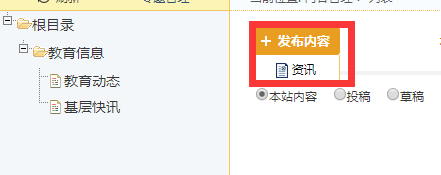 根目录
教育信息
教育动态
基层快讯
+ 发布内容
资讯
本站内容 投稿 草稿